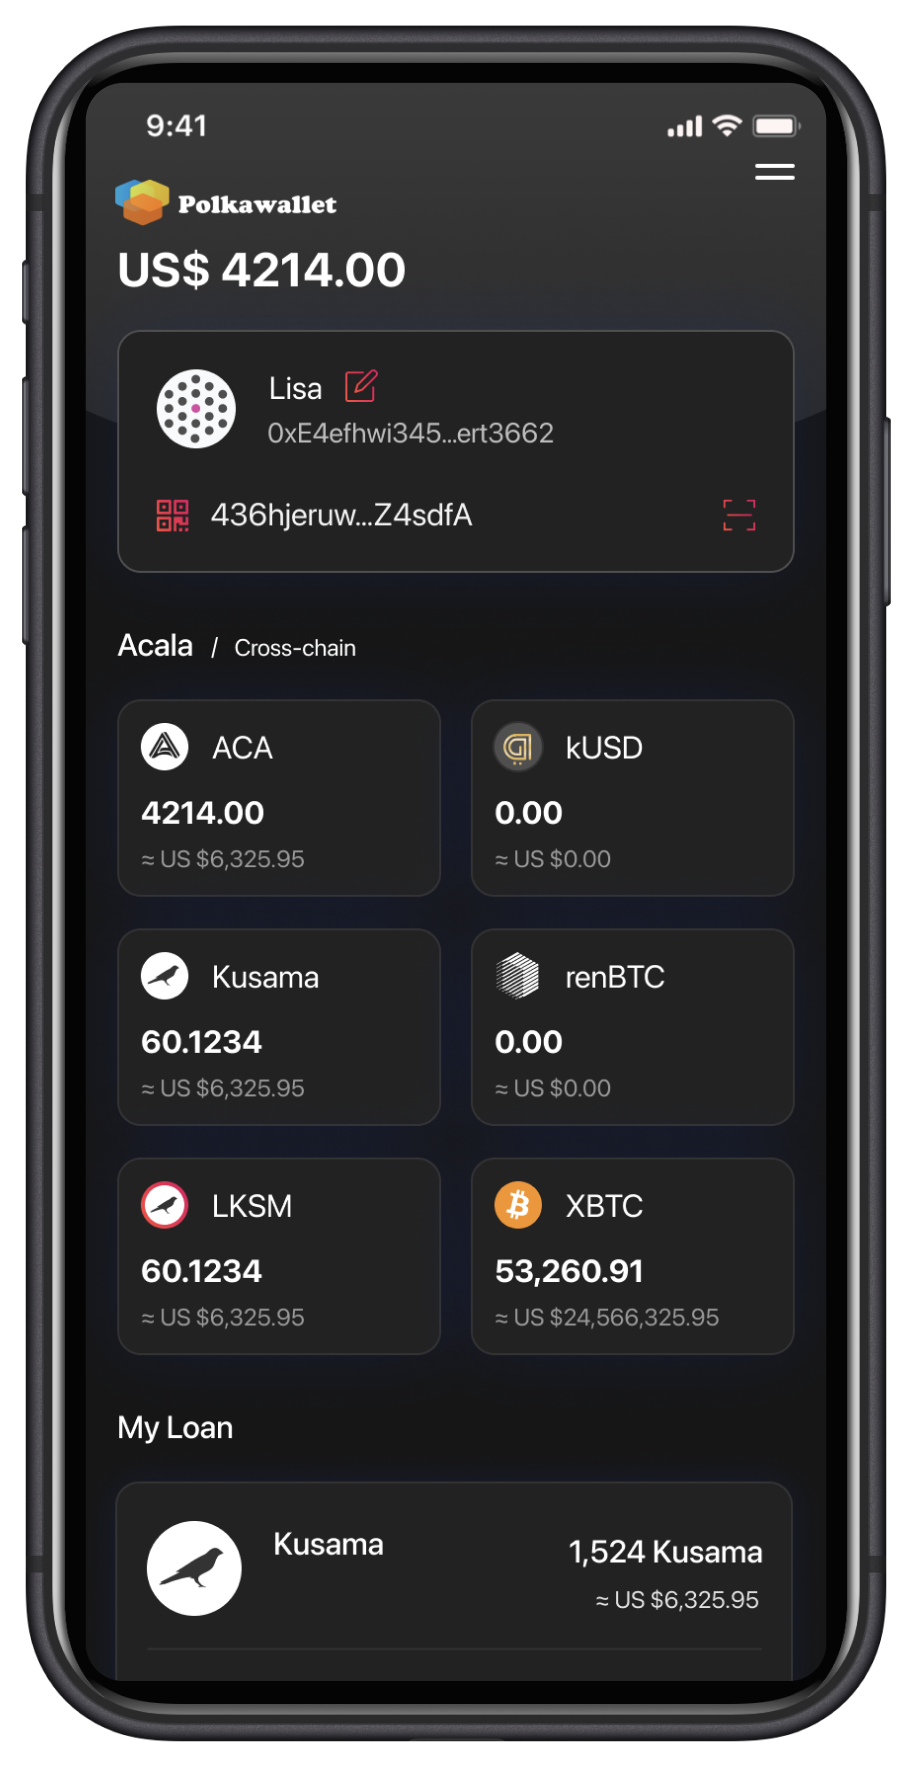 9:41
Polkawallet
US$ 4214.00
Lisa
0xE4efhwi345...ert3662
436hjeruw...Z4sdfA
Acala / Cross-chain
ACA
4214.00
≈ US $6,325.95
kUSD
0.00
≈ US $0.00
Kusama
60.1234
≈ US $6,325.95
renBTC
0.00
≈ US $0.00
LKSM
60.1234
≈ US $6,325.95
XBTC
53,260.91
≈ US $24,566,325.95
My Loan
Kusama
1,524 Kusama
≈ US $6,325.95